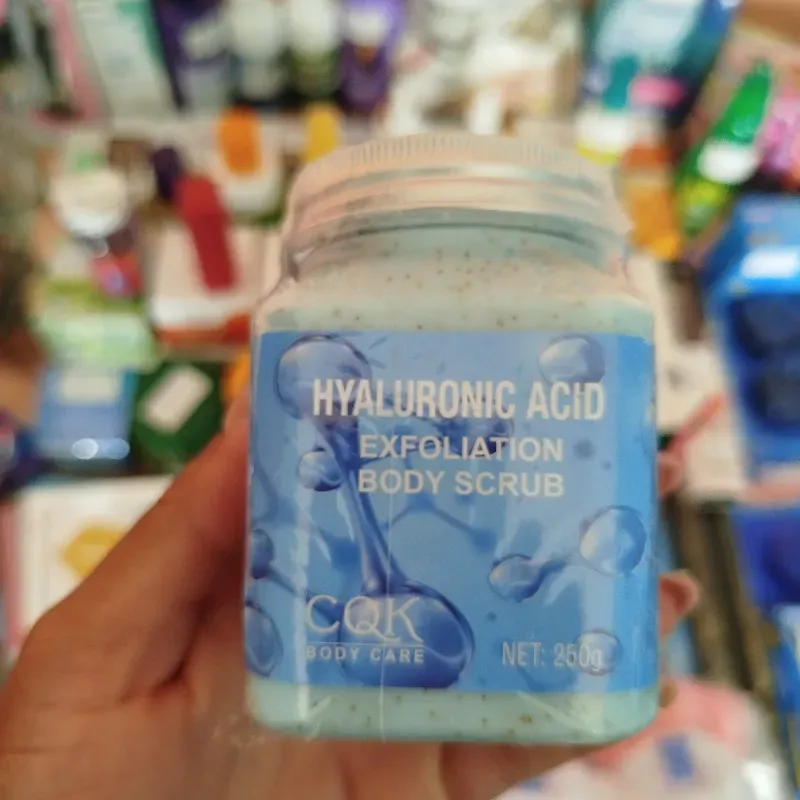 HYALURONIC ACID
EXFOLIATION
BODY SCRUB
CQK
BODY CARE
NET: 250g